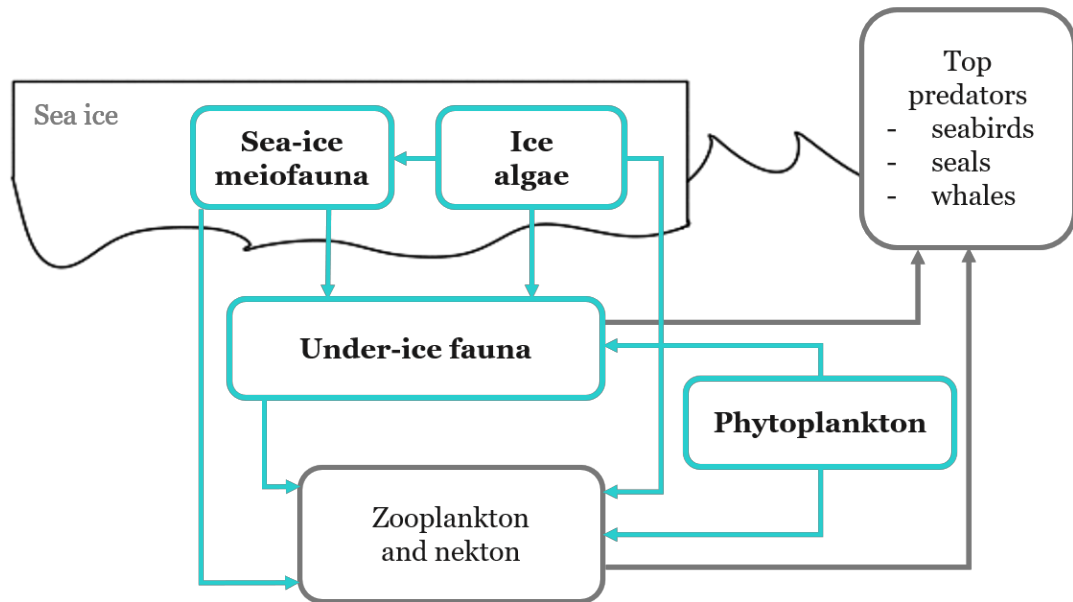 Sea ice
Sea-ice
meiofauna
Ice
algae
Top
predators
- seabirds
- seals
- whales
Under-ice fauna
Phytoplankton
Zooplankton
and nekton